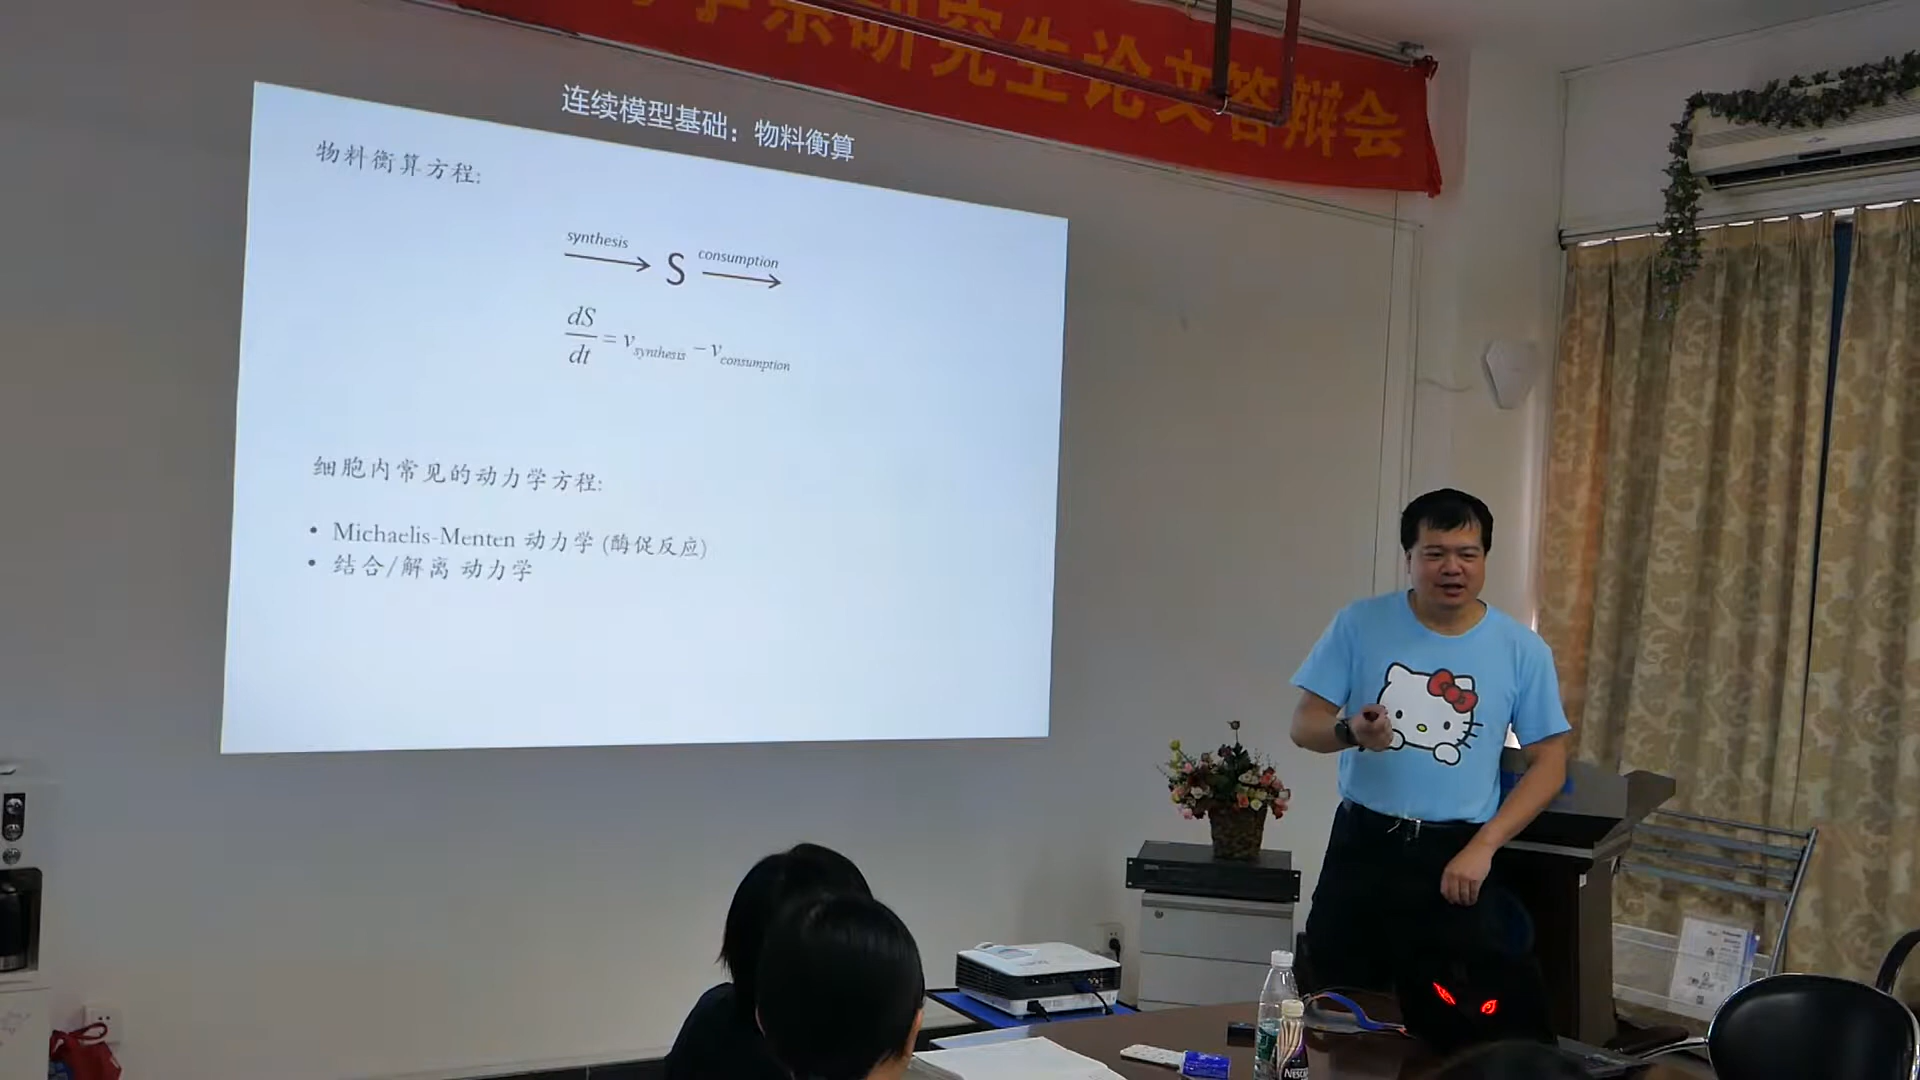 学系研究生论文答辩会
连续模型基础：物料衡算
物料衡算方程:
synthesis
S
consumption
dS/dt = v_synthesis − v_consumption
细胞内常见的动力学方程:
• Michaelis-Menten 动力学 (酶促反应)
• 结合/解离 动力学
NESCA